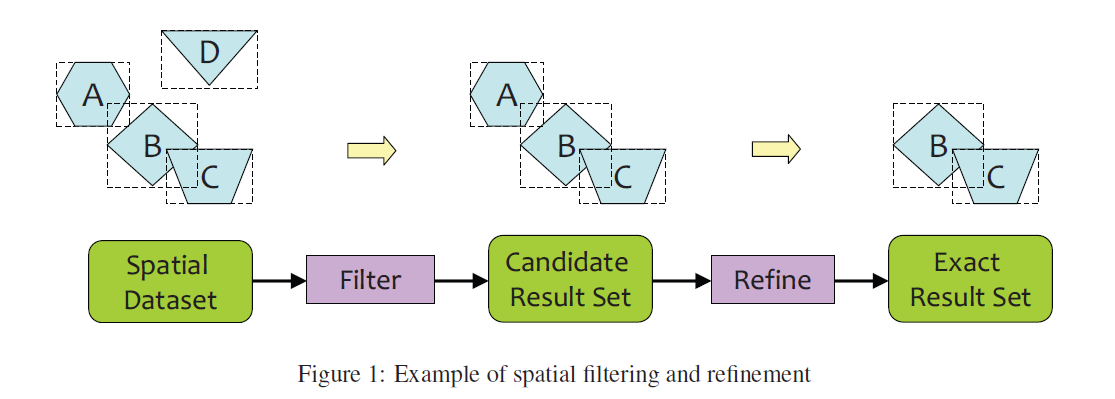 D
A
B
C
A
B
C
B
C
Spatial
Dataset
Filter
Candidate
Result Set
Refine
Exact
Result Set
Figure 1: Example of spatial filtering and refinement